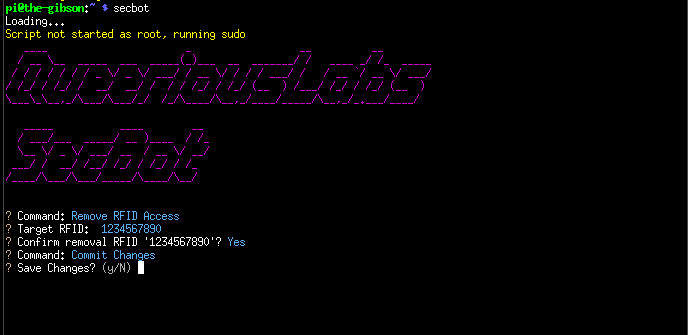 pi@the-gibson:~ $ secbot
Loading...
Script not started as root, running sudo
QueeriousLabs
SecBot
? Command: Remove RFID Access
? Target RFID:  1234567890
? Confirm removal RFID '1234567890'? Yes
? Command: Commit Changes
? Save Changes? (y/N)